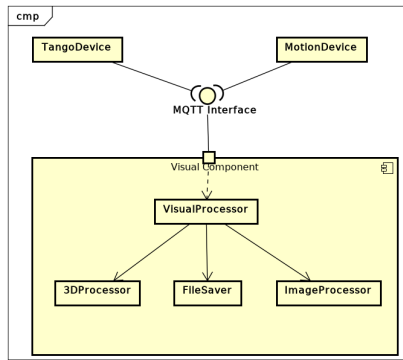 cmp
TangoDevice
MotionDevice
MQTT Interface
Visual Component
VisualProcessor
3DProcessor
FileSaver
ImageProcessor